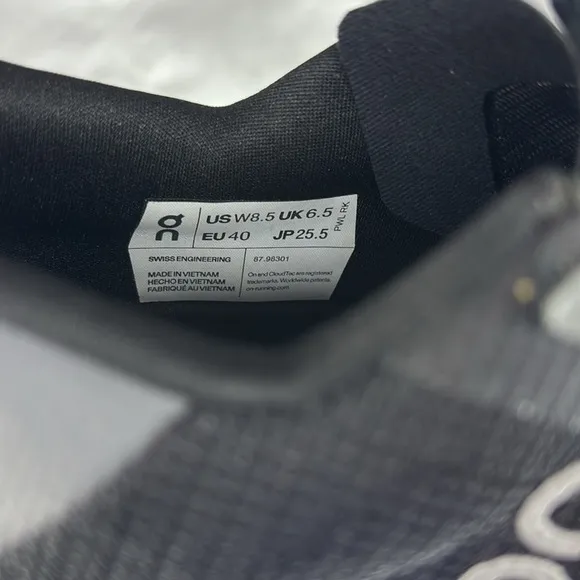 On
US W8.5 UK 6.5
EU 40 JP 25.5
PWL RK
SWISS ENGINEERING
87.98301
MADE IN VIETNAM
HECHO EN VIETNAM
FABRIQUÉ AU VIETNAM
On and CloudTec are registered
trademarks. Worldwide patents.
on-running.com